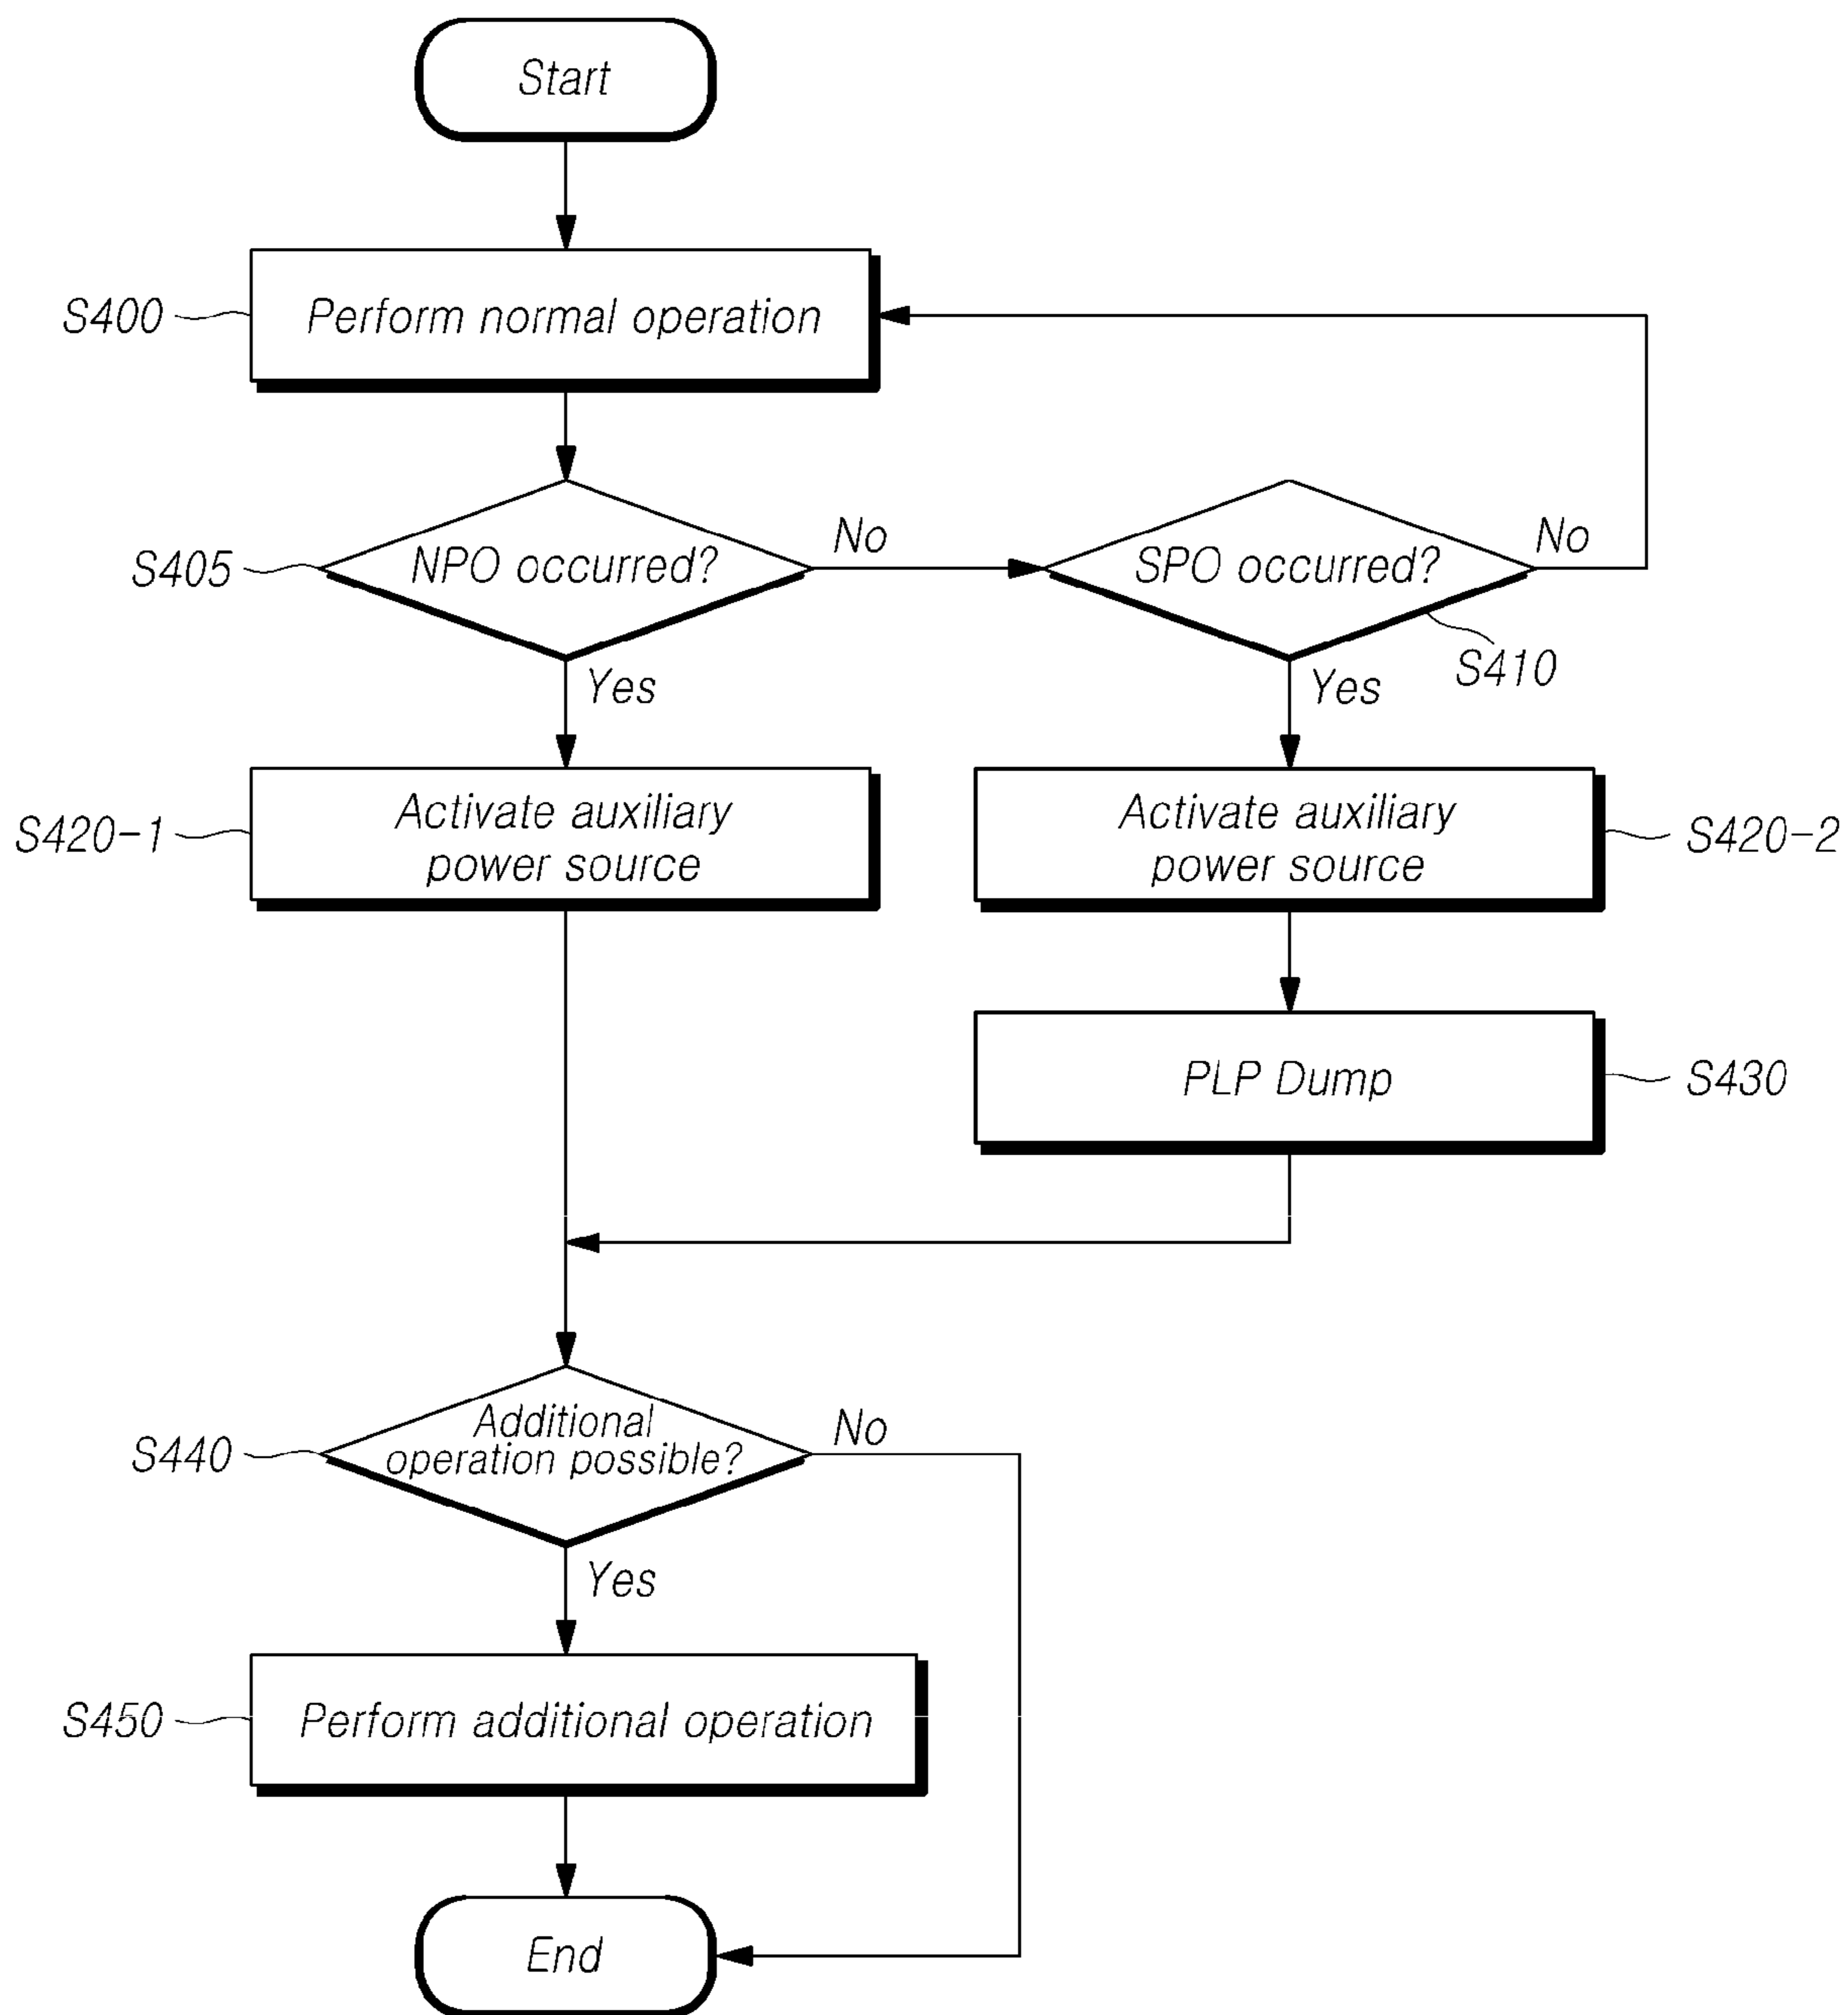 Start
S400
Perform normal operation
S405
NPO occurred?
No
SPO occurred?
No
S410
Yes
Yes
S420-1
Activate auxiliary
power source
Activate auxiliary
power source
S420-2
PLP Dump
S430
S440
Additional
operation possible?
No
Yes
S450
Perform additional operation
End